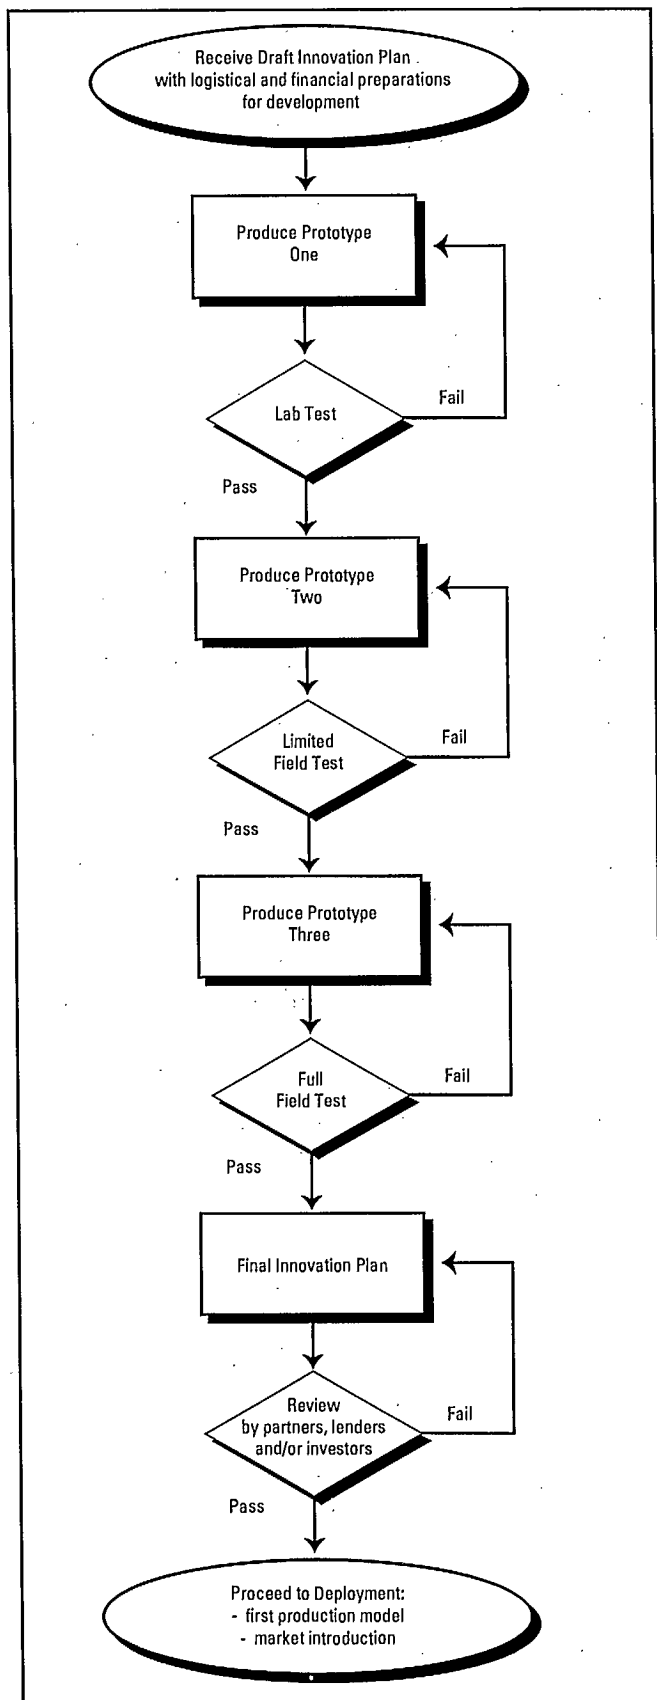 Receive Draft Innovation Plan
with logistical and financial preparations
for development
Produce Prototype
One
Fail
Lab Test
Pass
Produce Prototype
Two
Fail
Limited
Field Test
Pass
Produce Prototype
Three
Fail
Full
Field Test
Pass
Final Innovation Plan
Review
by partners, lenders
and/or investors
Fail
Pass
Proceed to Deployment:
- first production model
- market introduction